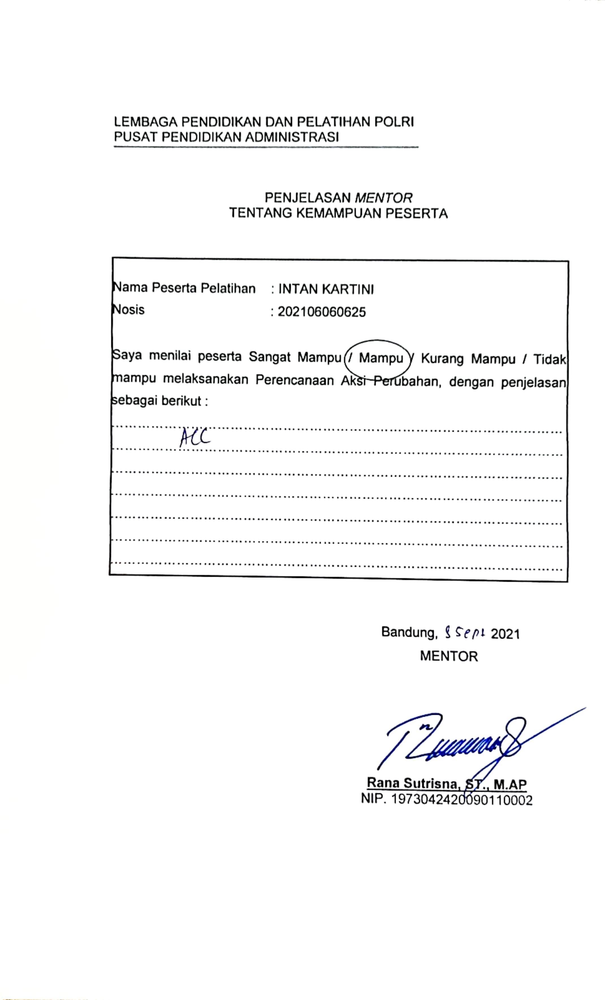 LEMBAGA PENDIDIKAN DAN PELATIHAN POLRI
PUSAT PENDIDIKAN ADMINISTRASI
PENJELASAN MENTOR
TENTANG KEMAMPUAN PESERTA
Nama Peserta Pelatihan : INTAN KARTINI
Nosis : 202106060625
Saya menilai peserta Sangat Mampu / Mampu / Kurang Mampu / Tidak
mampu melaksanakan Perencanaan Aksi Perubahan, dengan penjelasan
sebagai berikut :
ACC
Bandung, 8 Sept 2021
MENTOR
Rana Sutrisna, ST., M.AP
NIP. 1973042420090110002